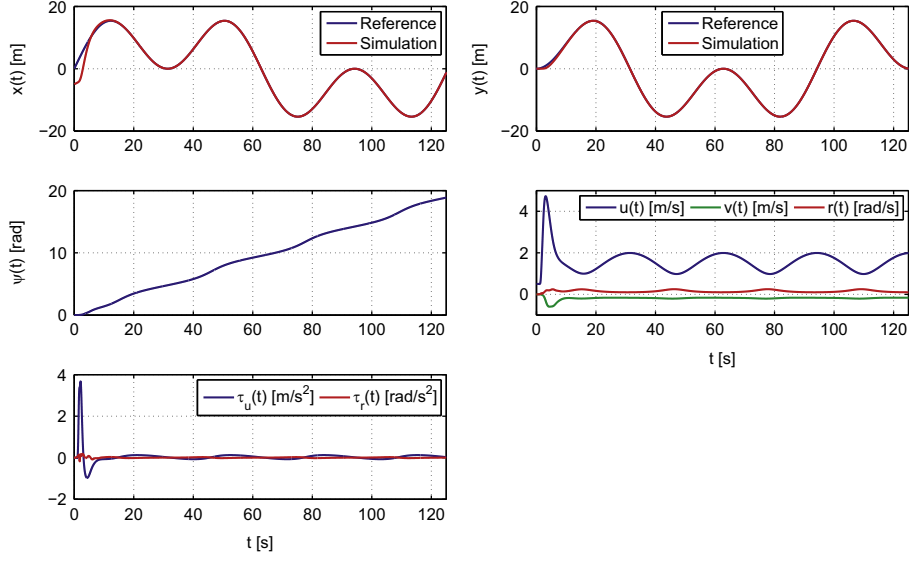 20
0
−20
x(t) [m]
Reference
Simulation
0 20 40 60 80 100 120
20
0
−20
y(t) [m]
Reference
Simulation
0 20 40 60 80 100 120
20
10
0
ψ(t) [rad]
0 20 40 60 80 100 120
4
2
0
u(t) [m/s] v(t) [m/s] r(t) [rad/s]
0 20 40 60 80 100 120
t [s]
4
2
0
−2
τ_u(t) [m/s²] τ_r(t) [rad/s²]
0 20 40 60 80 100 120
t [s]